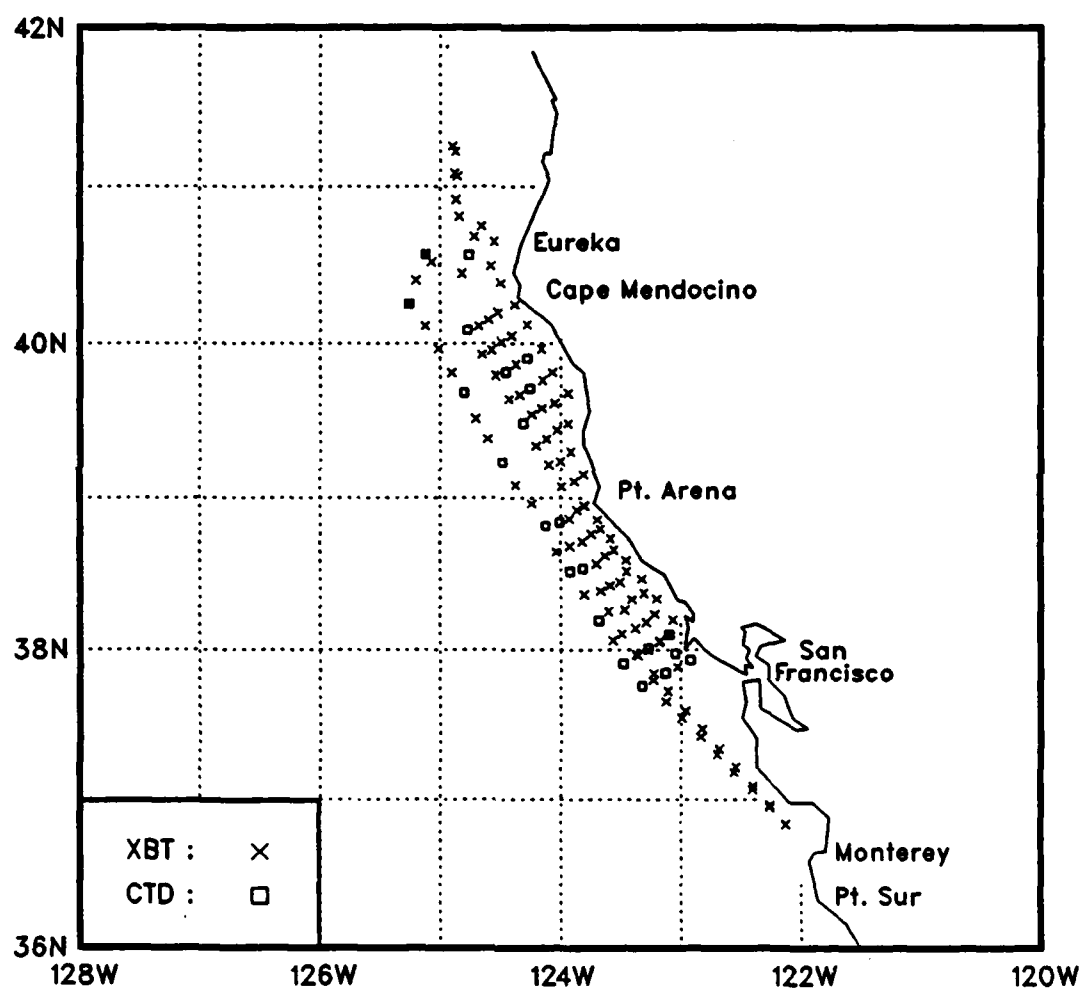 42N
Eureka
Cape Mendocino
40N
Pt. Arena
38N
San
Francisco
XBT :
CTD :
Monterey
Pt. Sur
36N
128W 126W 124W 122W 120W